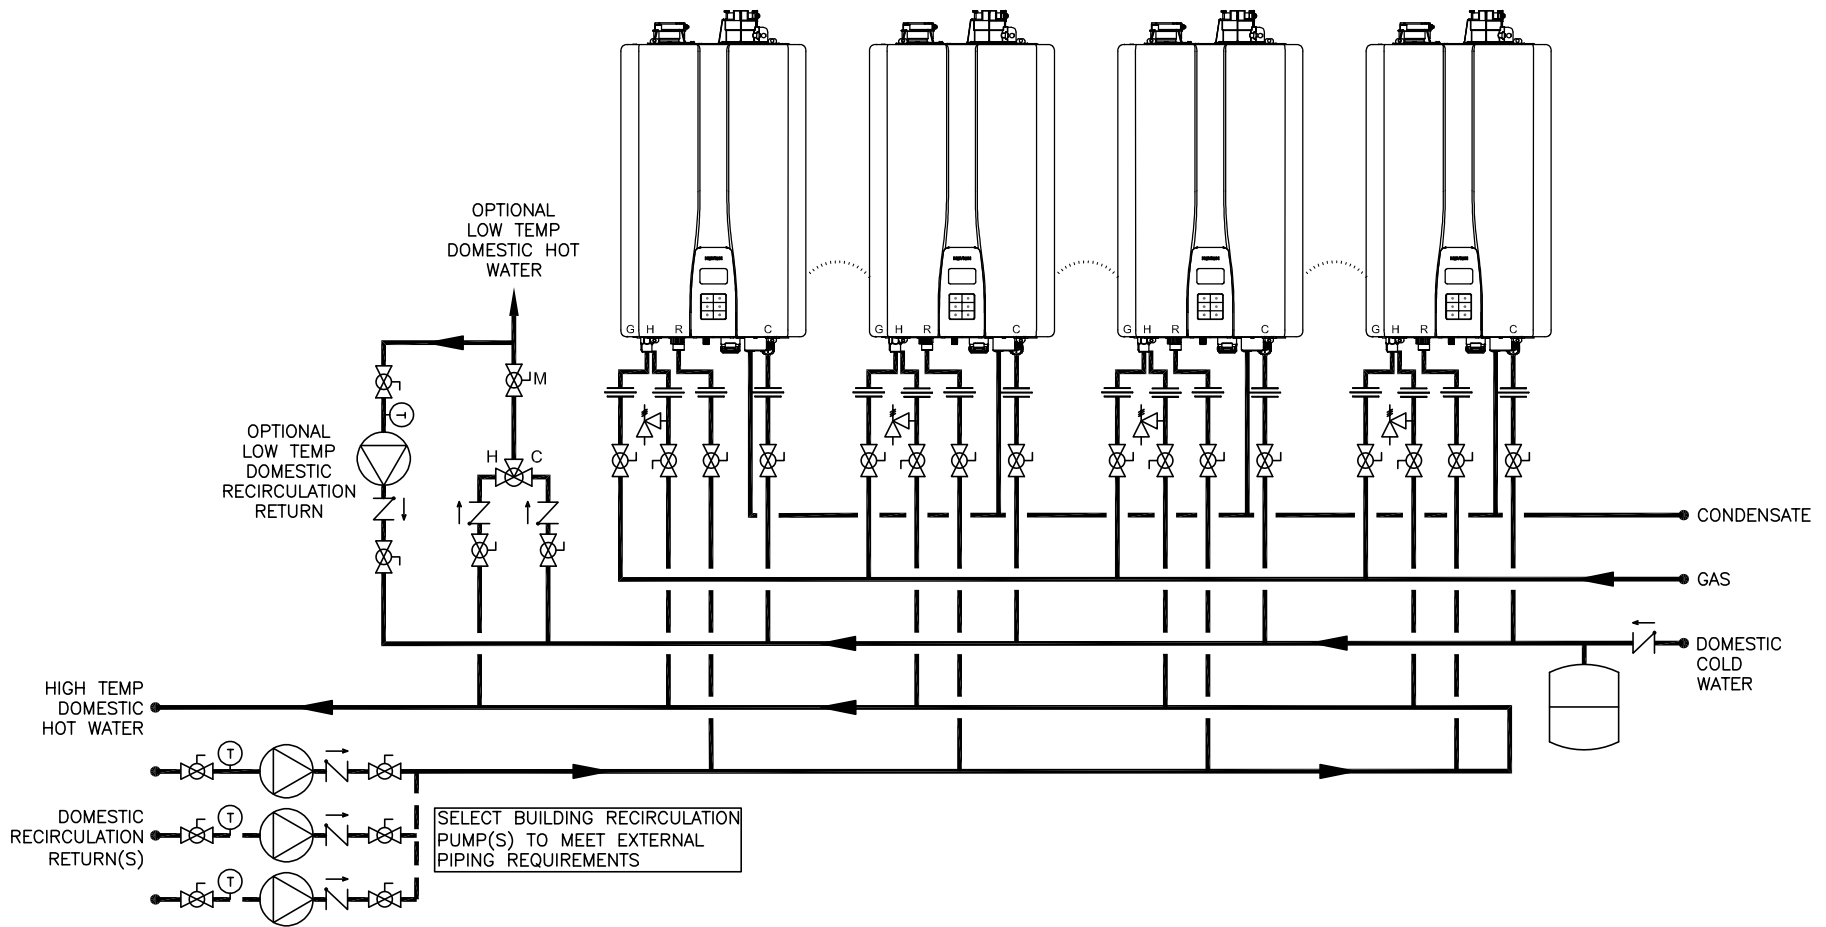 OPTIONAL
LOW TEMP
DOMESTIC HOT
WATER
G H R C
G H R C
G H R C
G H R C
M
OPTIONAL
LOW TEMP
DOMESTIC
RECIRCULATION
RETURN
T
H C
CONDENSATE
GAS
DOMESTIC
COLD
WATER
HIGH TEMP
DOMESTIC
HOT WATER
T
DOMESTIC
RECIRCULATION
RETURN(S)
T
T
SELECT BUILDING RECIRCULATION
PUMP(S) TO MEET EXTERNAL
PIPING REQUIREMENTS